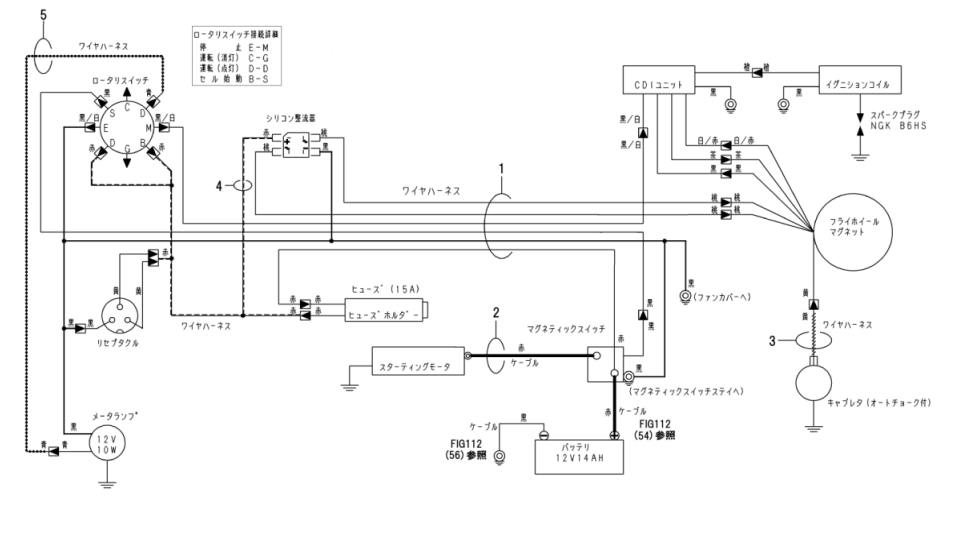 5
ワイヤハーネス
ロータリスイッチ接続詳細
停 止 E-M
運転(消灯) C-G
運転(点灯) D-D
セル始動 B-S
ロータリスイッチ
黒
青
黒/白
黒/白
赤
赤
S
C
D
E
M
D
G
B
シリコン整流器
赤
桃
黒
4
1
ワイヤハーネス
CDIユニット
橙
橙
イグニションコイル
黒
黒
スパークプラグ
NGK B6HS
黒/白
黒/白
白/赤
白/赤
茶
茶
黒
黒
桃
桃
桃
桃
フライホイール
マグネット
赤
黄
黄
黒
黒
リセプタクル
ワイヤハーネス
赤
赤
赤
赤
ヒューズ (15A)
ヒューズホルダー
黒
(ファンカバーへ)
黒
黒
2
マグネティックスイッチ
赤
赤
ケーブル
スターティングモータ
黒
(マグネティックスイッチステイへ)
黄
黄
ワイヤハーネス
3
キャブレタ(オートチョーク付)
メータランプ
黒
12V
10W
青
青
赤
ケーブル
FIG112
(54)参照
黒
ケーブル
FIG112
(56)参照
バッテリ
12V14AH